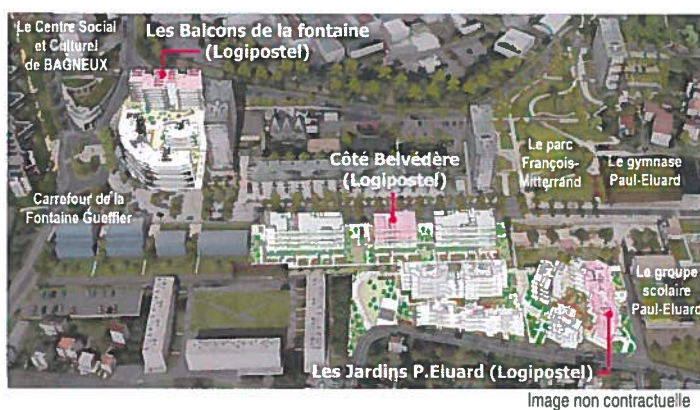 Le Centre Social
et Culturel
de BAGNEUX
Les Balcons de la fontaine
(Logipostel)
Côté Belvédère
(Logipostel)
Le parc
François-
Mitterrand
Le gymnase
Paul-Eluard
Carrefour de la
Fontaine Gueffier
Le groupe
scolaire
Paul-Eluard
Les Jardins P.Eluard (Logipostel)
Image non contractuelle